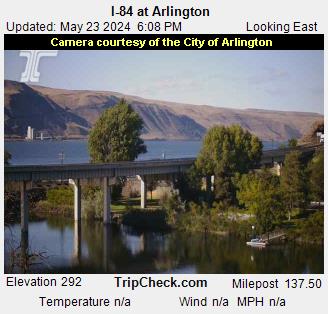 I-84 at Arlington
Updated: May 23 2024 6:08 PM Looking East
Camera courtesy of the City of Arlington
Elevation 292 TripCheck.com Milepost 137.50
Temperature n/a Wind n/a MPH n/a